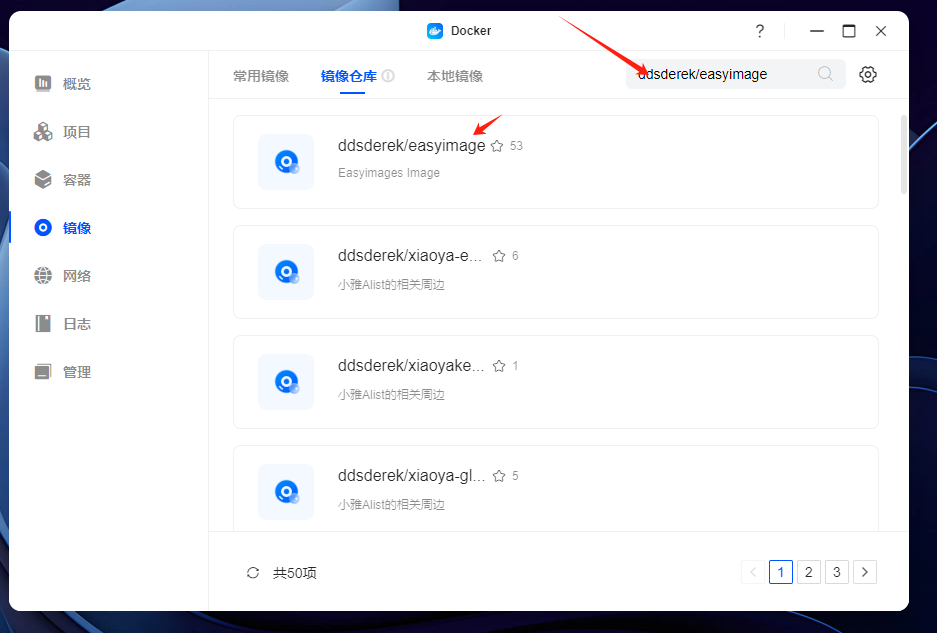 Docker
?
概览
项目
容器
镜像
网络
日志
管理
常用镜像
镜像仓库
本地镜像
ddsderek/easyimage
ddsderek/easyimage 53
Easyimages Image
ddsderek/xiaoya-e... 6
小雅Alist的相关周边
ddsderek/xiaoyake... 1
小雅Alist的相关周边
ddsderek/xiaoya-gl... 5
小雅Alist的相关周边
共50项
1 2 3